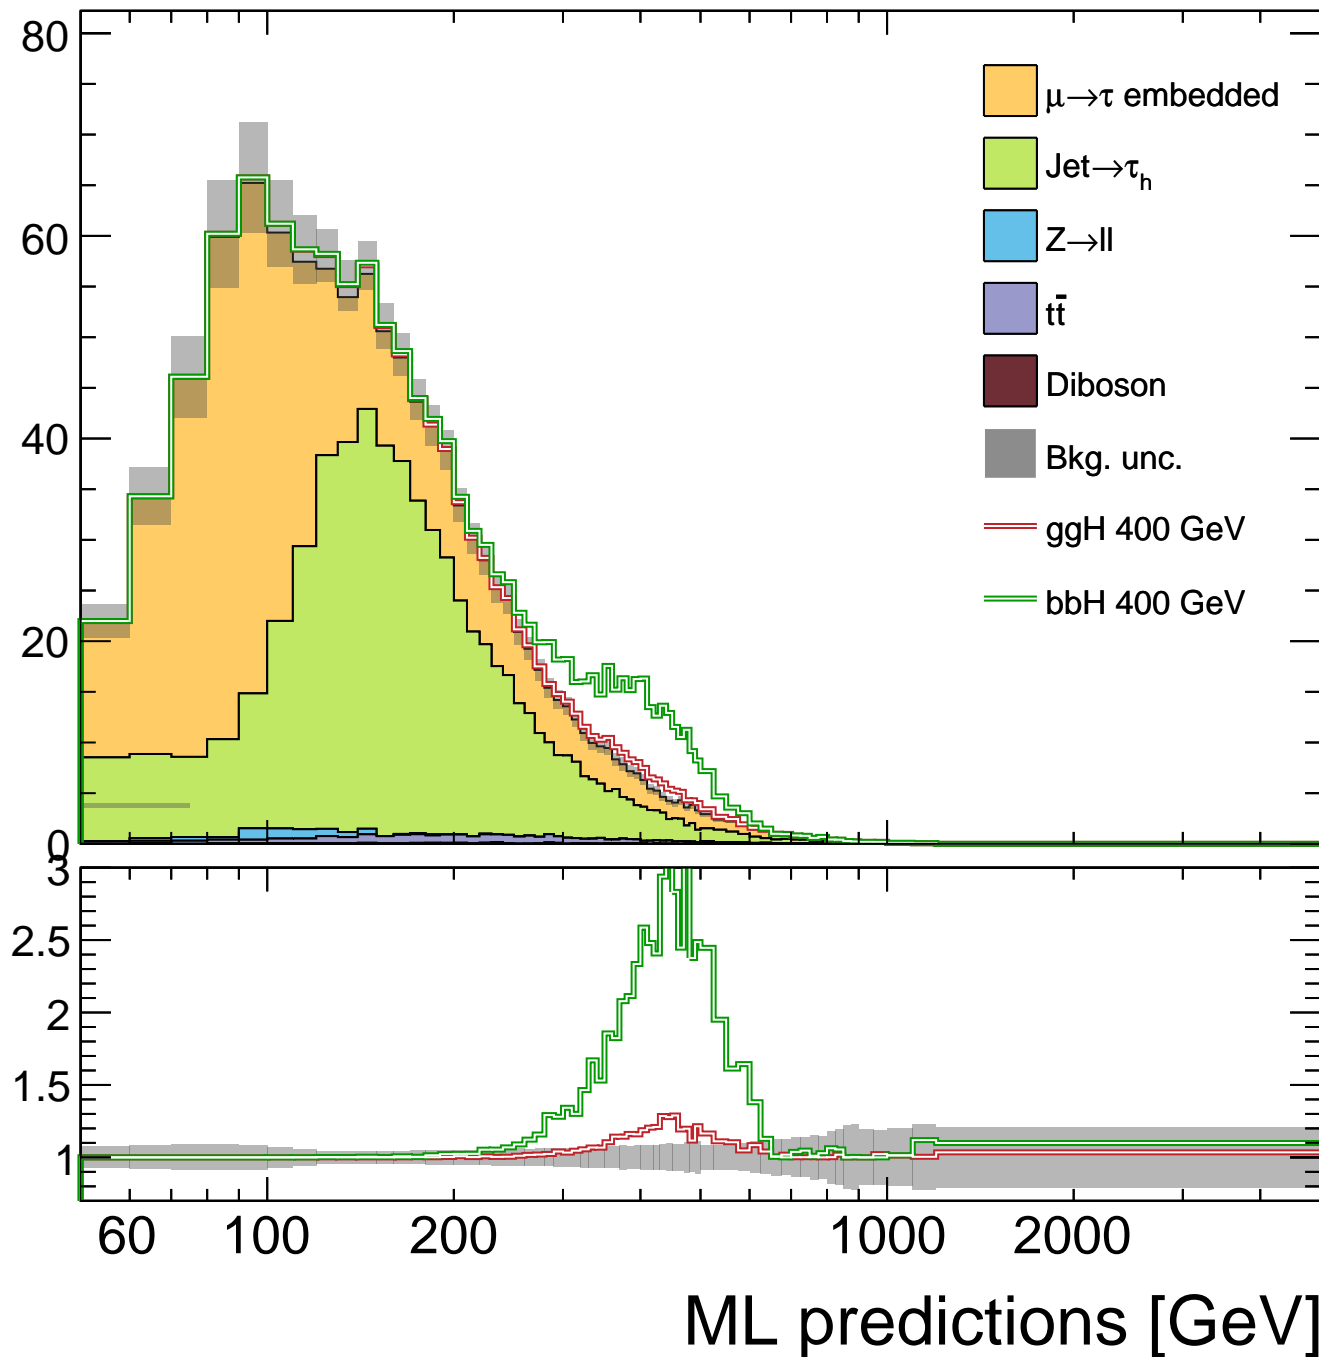 80
60
40
20
0
μ→τ embedded
Jet→τh
Z→ll
tt̄
Diboson
Bkg. unc.
ggH 400 GeV
bbH 400 GeV
3
2.5
2
1.5
1
60 100 200 1000 2000
ML predictions [GeV]